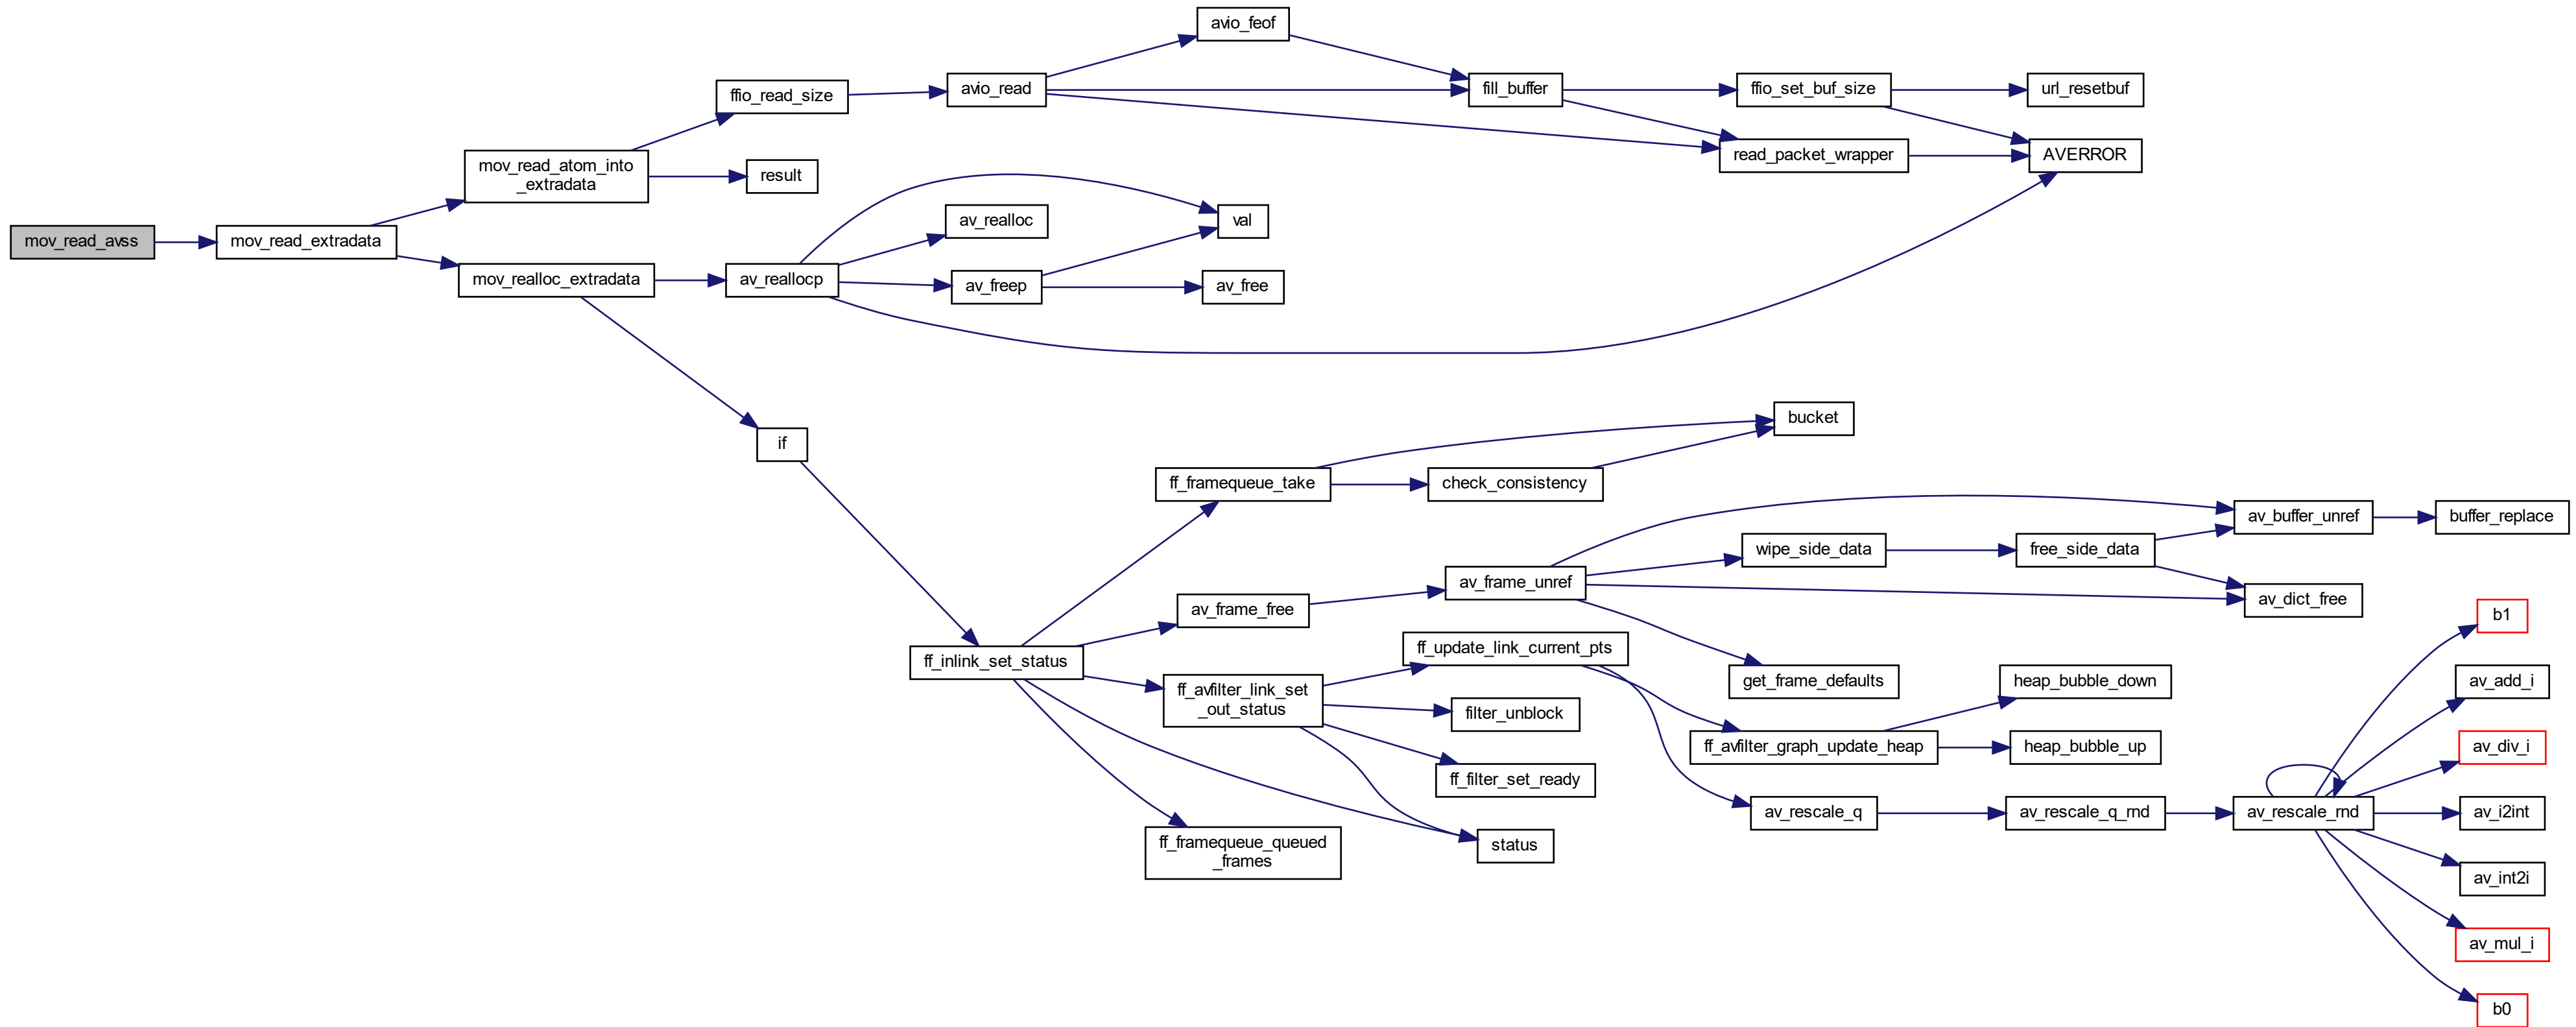 mov_read_avss
mov_read_extradata
mov_read_atom_into
_extradata
mov_realloc_extradata
ffio_read_size
result
av_reallocp
if
avio_read
av_realloc
av_freep
ff_inlink_set_status
avio_feof
val
av_free
ff_framequeue_take
av_frame_free
ff_avfilter_link_set
_out_status
ff_framequeue_queued
_frames
fill_buffer
check_consistency
av_frame_unref
ff_update_link_current_pts
filter_unblock
ff_filter_set_ready
status
ffio_set_buf_size
read_packet_wrapper
bucket
wipe_side_data
get_frame_defaults
ff_avfilter_graph_update_heap
av_rescale_q
url_resetbuf
AVERROR
free_side_data
heap_bubble_down
heap_bubble_up
av_rescale_q_rnd
av_buffer_unref
av_dict_free
av_rescale_rnd
buffer_replace
b1
av_add_i
av_div_i
av_i2int
av_int2i
av_mul_i
b0